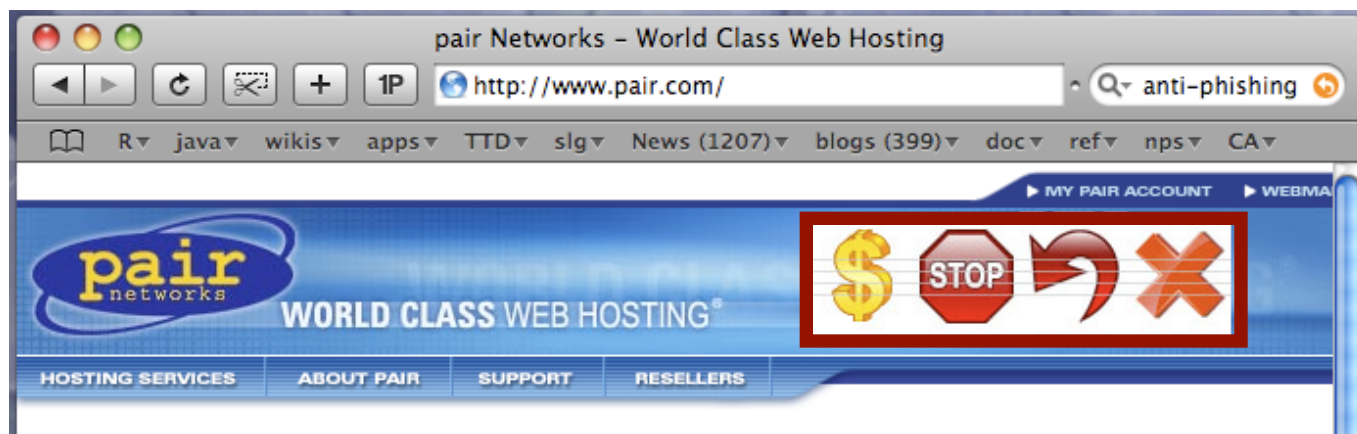 pair Networks – World Class Web Hosting
1P http://www.pair.com/ anti-phishing
R java wikis apps TTD slg News (1207) blogs (399) doc ref nps CA
MY PAIR ACCOUNT WEBMA
pair
networks
WORLD CLASS WEB HOSTING®
$ STOP
HOSTING SERVICES ABOUT PAIR SUPPORT RESELLERS